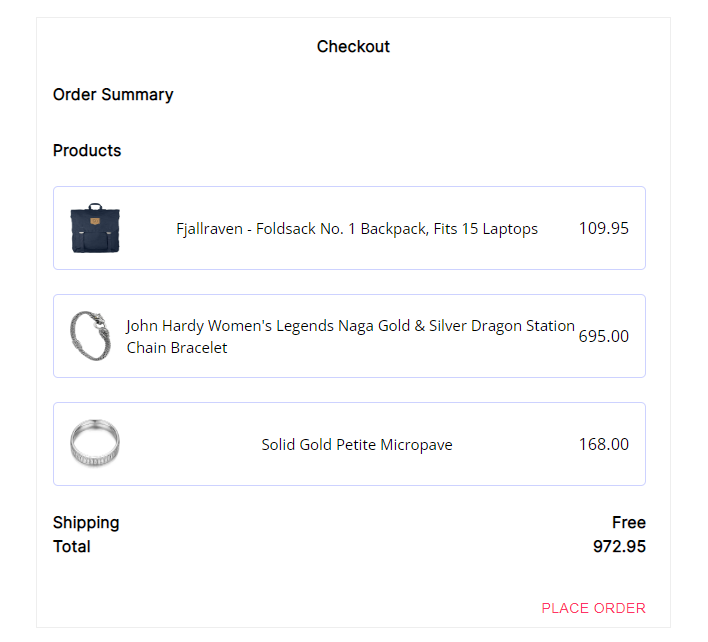 Checkout
Order Summary
Products
Fjallraven - Foldsack No. 1 Backpack, Fits 15 Laptops 109.95
John Hardy Women's Legends Naga Gold & Silver Dragon Station
Chain Bracelet 695.00
Solid Gold Petite Micropave 168.00
Shipping Free
Total 972.95
PLACE ORDER